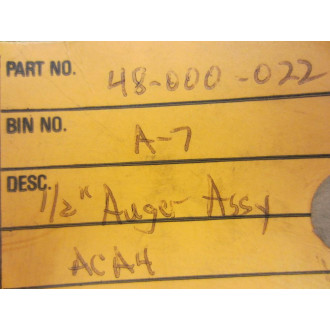 PART NO. 48-000-022
BIN NO. A-7
DESC. 1/2" Auger Assy
ACA4